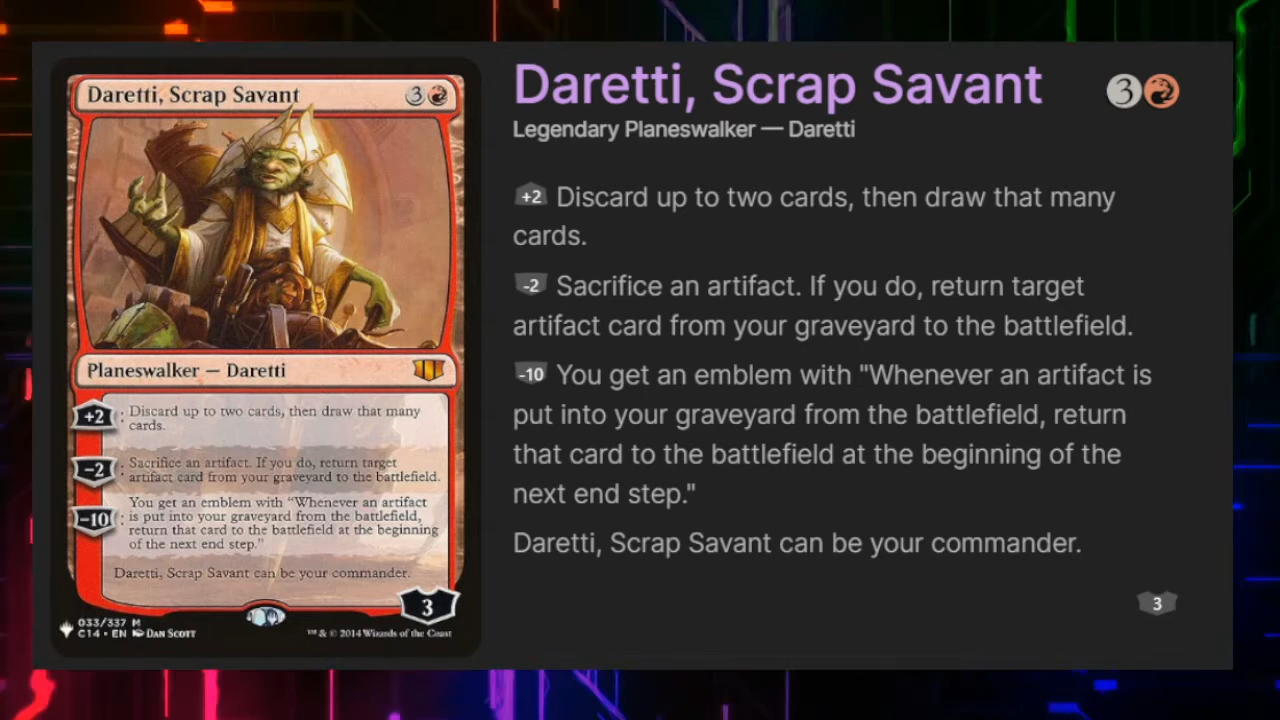 Daretti, Scrap Savant
3
Planeswalker — Daretti
+2 : Discard up to two cards, then draw that many
cards.
−2 : Sacrifice an artifact. If you do, return target
artifact card from your graveyard to the battlefield.
You get an emblem with “Whenever an artifact
−10 : is put into your graveyard from the battlefield,
return that card to the battlefield at the beginning
of the next end step.”
Daretti, Scrap Savant can be your commander.
3
033/337 M
C14 • EN Dan Scott
™ & © 2014 Wizards of the Coast
Daretti, Scrap Savant
3
Legendary Planeswalker — Daretti
+2 Discard up to two cards, then draw that many
cards.
-2 Sacrifice an artifact. If you do, return target
artifact card from your graveyard to the battlefield.
-10 You get an emblem with "Whenever an artifact is
put into your graveyard from the battlefield, return
that card to the battlefield at the beginning of the
next end step."
Daretti, Scrap Savant can be your commander.
3